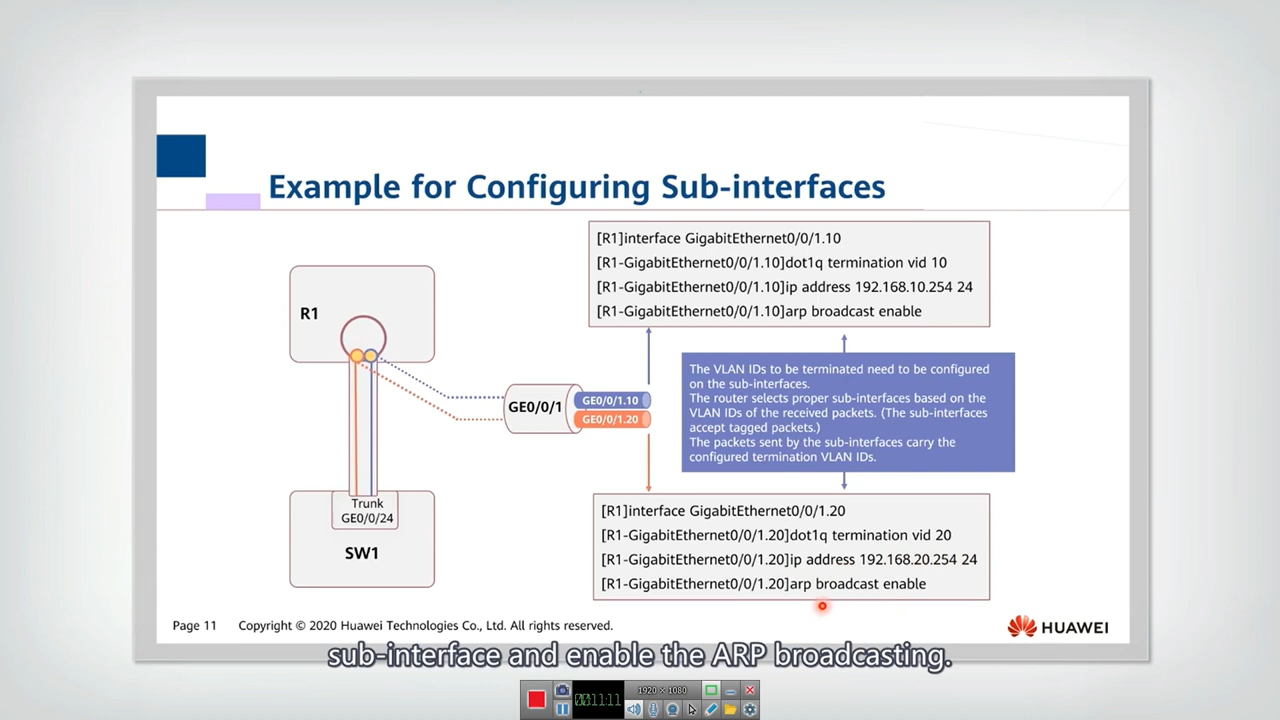 Example for Configuring Sub-interfaces
[R1]interface GigabitEthernet0/0/1.10
[R1-GigabitEthernet0/0/1.10]dot1q termination vid 10
[R1-GigabitEthernet0/0/1.10]ip address 192.168.10.254 24
[R1-GigabitEthernet0/0/1.10]arp broadcast enable
R1
The VLAN IDs to be terminated need to be configured
on the sub-interfaces.
The router selects proper sub-interfaces based on the
VLAN IDs of the received packets. (The sub-interfaces
accept tagged packets.)
The packets sent by the sub-interfaces carry the
configured termination VLAN IDs.
GE0/0/1
GE0/0/1.10
GE0/0/1.20
Trunk
GE0/0/24
SW1
[R1]interface GigabitEthernet0/0/1.20
[R1-GigabitEthernet0/0/1.20]dot1q termination vid 20
[R1-GigabitEthernet0/0/1.20]ip address 192.168.20.254 24
[R1-GigabitEthernet0/0/1.20]arp broadcast enable
Page 11 Copyright © 2020 Huawei Technologies Co., Ltd. All rights reserved.
HUAWEI
sub-interface and enable the ARP broadcasting.
1920 × 1080